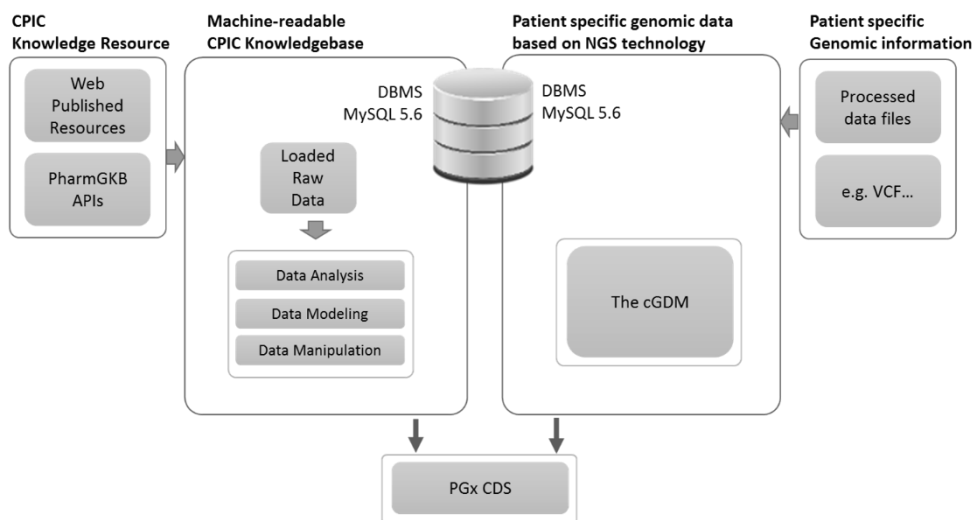 CPIC
Knowledge Resource
Web
Published
Resources
PharmGKB
APIs
Machine-readable
CPIC Knowledgebase
DBMS
MySQL 5.6
Loaded
Raw
Data
Data Analysis
Data Modeling
Data Manipulation
Patient specific genomic data
based on NGS technology
DBMS
MySQL 5.6
The cGDM
Patient specific
Genomic information
Processed
data files
e.g. VCF...
PGx CDS